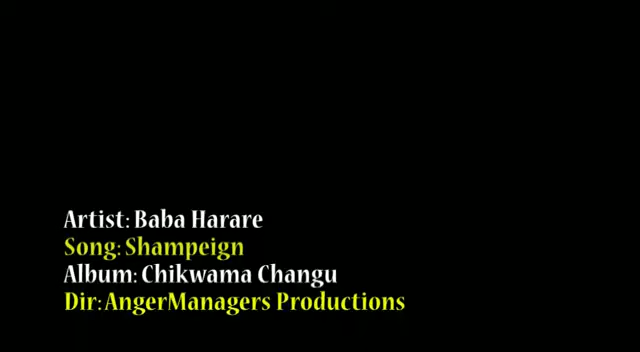 Artist: Baba Harare
Song: Shampeign
Album: Chikwama Changu
Dir: AngerManagers Productions